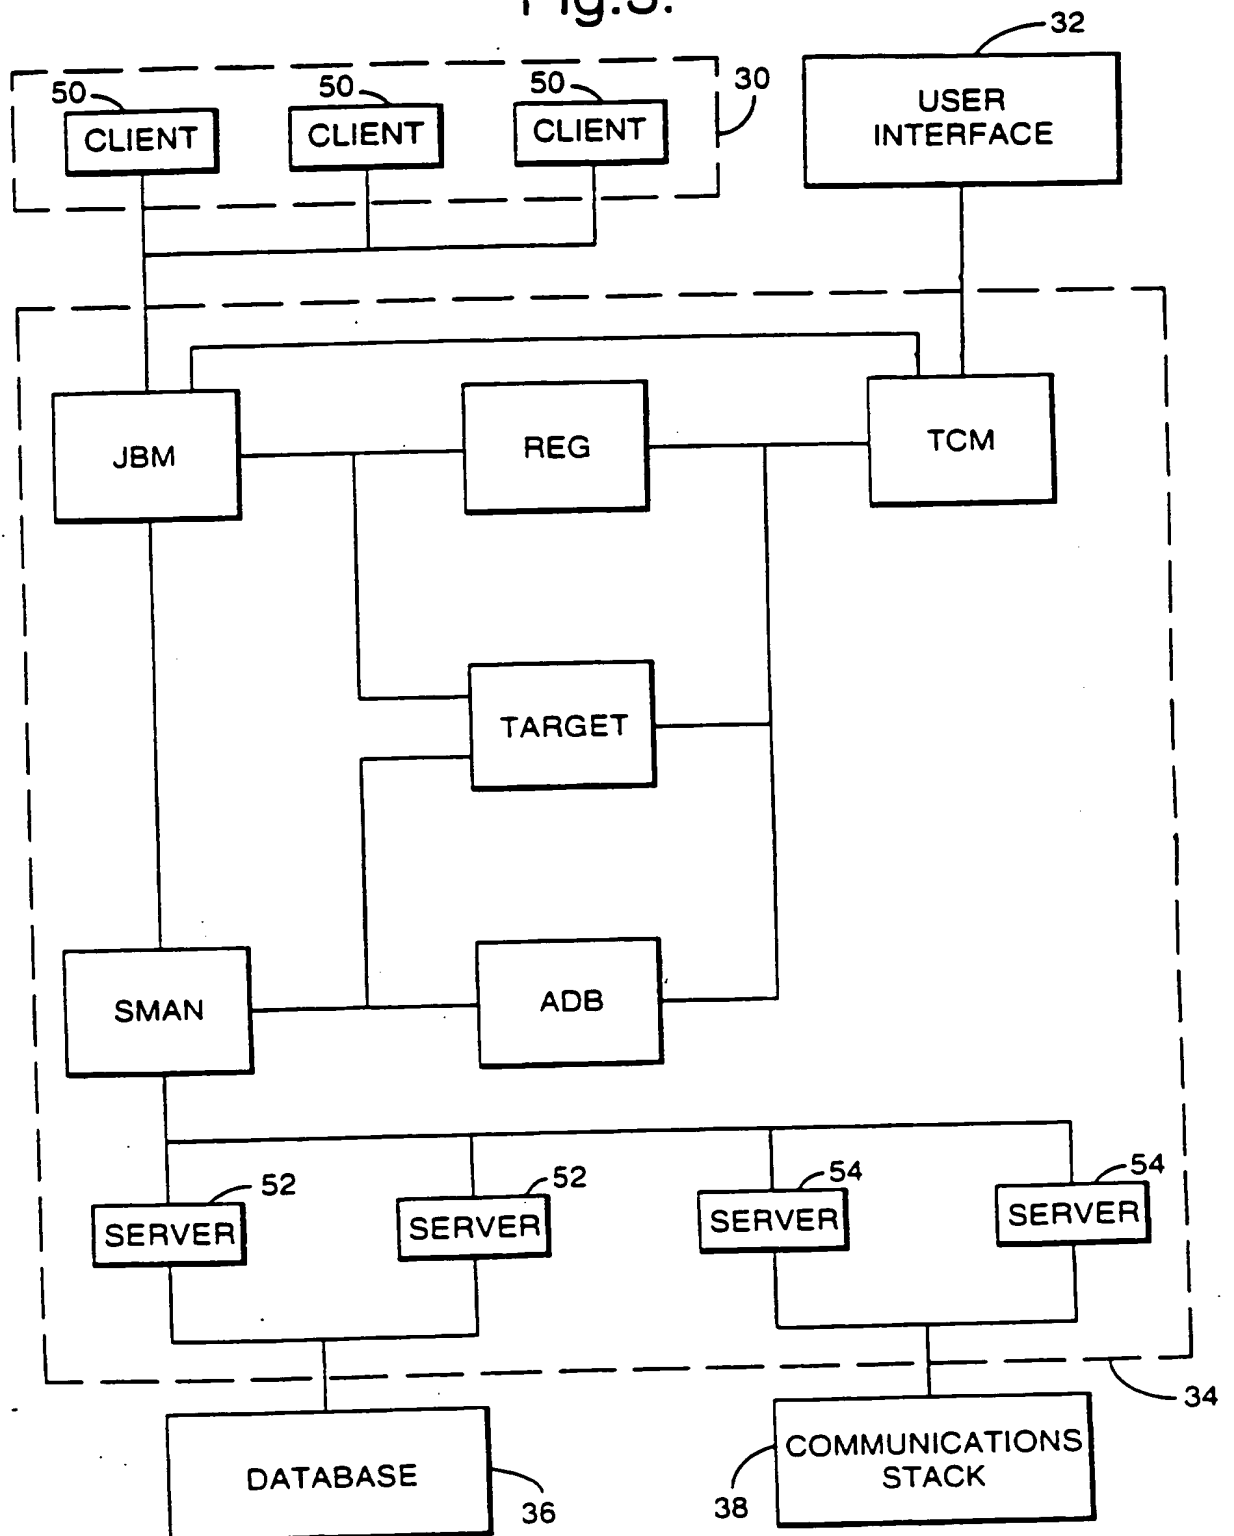 Fig.3.
32
50
50
50
30
CLIENT
CLIENT
CLIENT
USER
INTERFACE
JBM
REG
TCM
TARGET
SMAN
ADB
52
52
54
54
SERVER
SERVER
SERVER
SERVER
34
DATABASE
36
COMMUNICATIONS
STACK
38